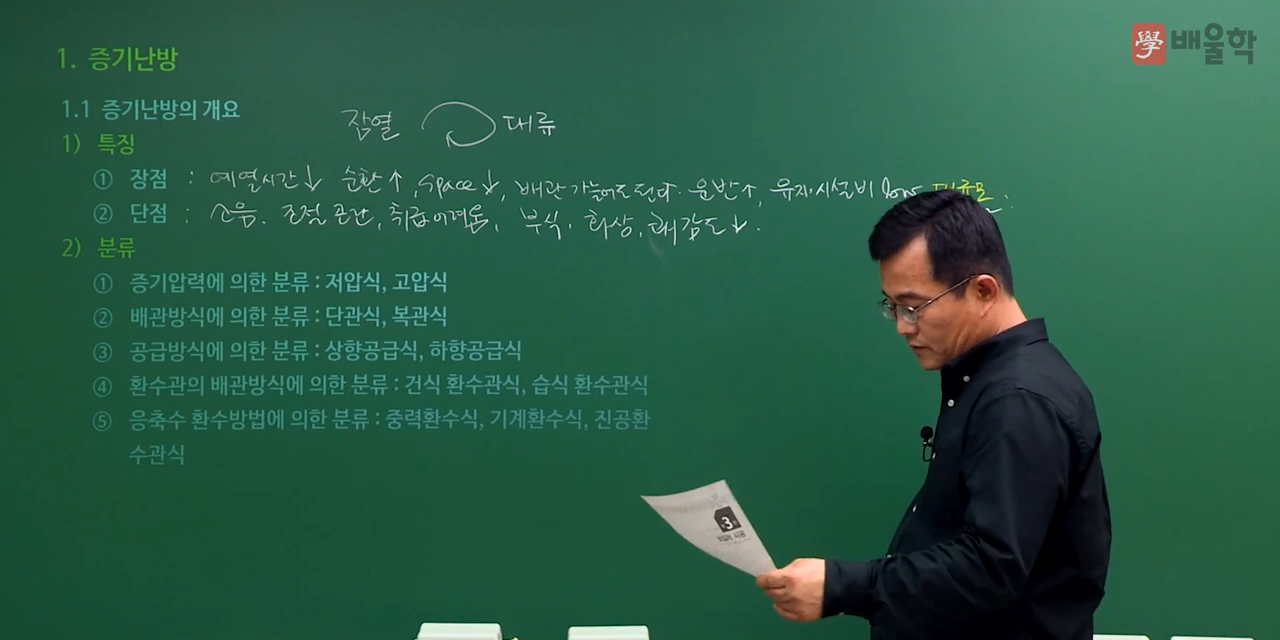 學 배울학
1. 증기난방
1.1 증기난방의 개요
잠열 대류
1) 특징
① 장점 : 예열시간↓ 순환↑, space↓, 배관 가늘어도 된다. 운반↑, 유지시설비 low
② 단점 : 소음. 조절 곤란, 취급어려움, 부식. 화상, 쾌감도↓.
2) 분류
① 증기압력에 의한 분류 : 저압식, 고압식
② 배관방식에 의한 분류 : 단관식, 복관식
③ 공급방식에 의한 분류 : 상향공급식, 하향공급식
④ 환수관의 배관방식에 의한 분류 : 건식 환수관식, 습식 환수관식
⑤ 응축수 환수방법에 의한 분류 : 중력환수식, 기계환수식, 진공환
수관식
3